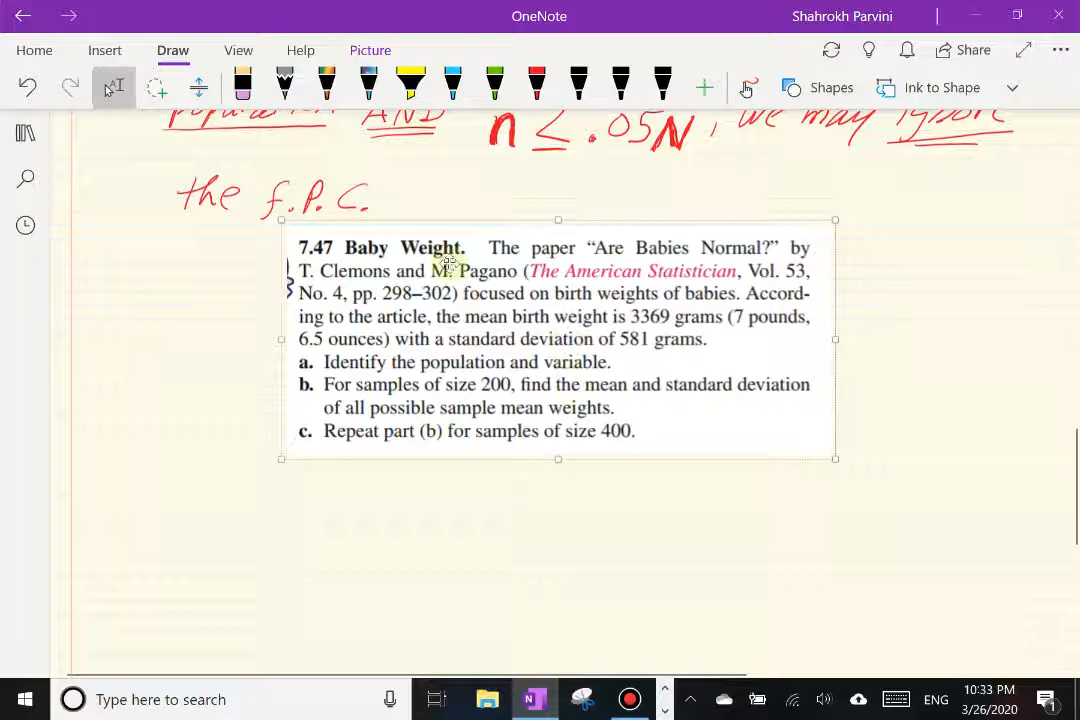 OneNote
Shahrokh Parvini
Home Insert Draw View Help Picture
Share
Shapes
Ink to Shape
population AND n ≤ .05N, we may ignore
the f.P.C.
7.47 Baby Weight. The paper “Are Babies Normal?” by
T. Clemons and M. Pagano (The American Statistician, Vol. 53,
No. 4, pp. 298–302) focused on birth weights of babies. Accord-
ing to the article, the mean birth weight is 3369 grams (7 pounds,
6.5 ounces) with a standard deviation of 581 grams.
a. Identify the population and variable.
b. For samples of size 200, find the mean and standard deviation
of all possible sample mean weights.
c. Repeat part (b) for samples of size 400.
Type here to search
ENG
10:33 PM
3/26/2020
1